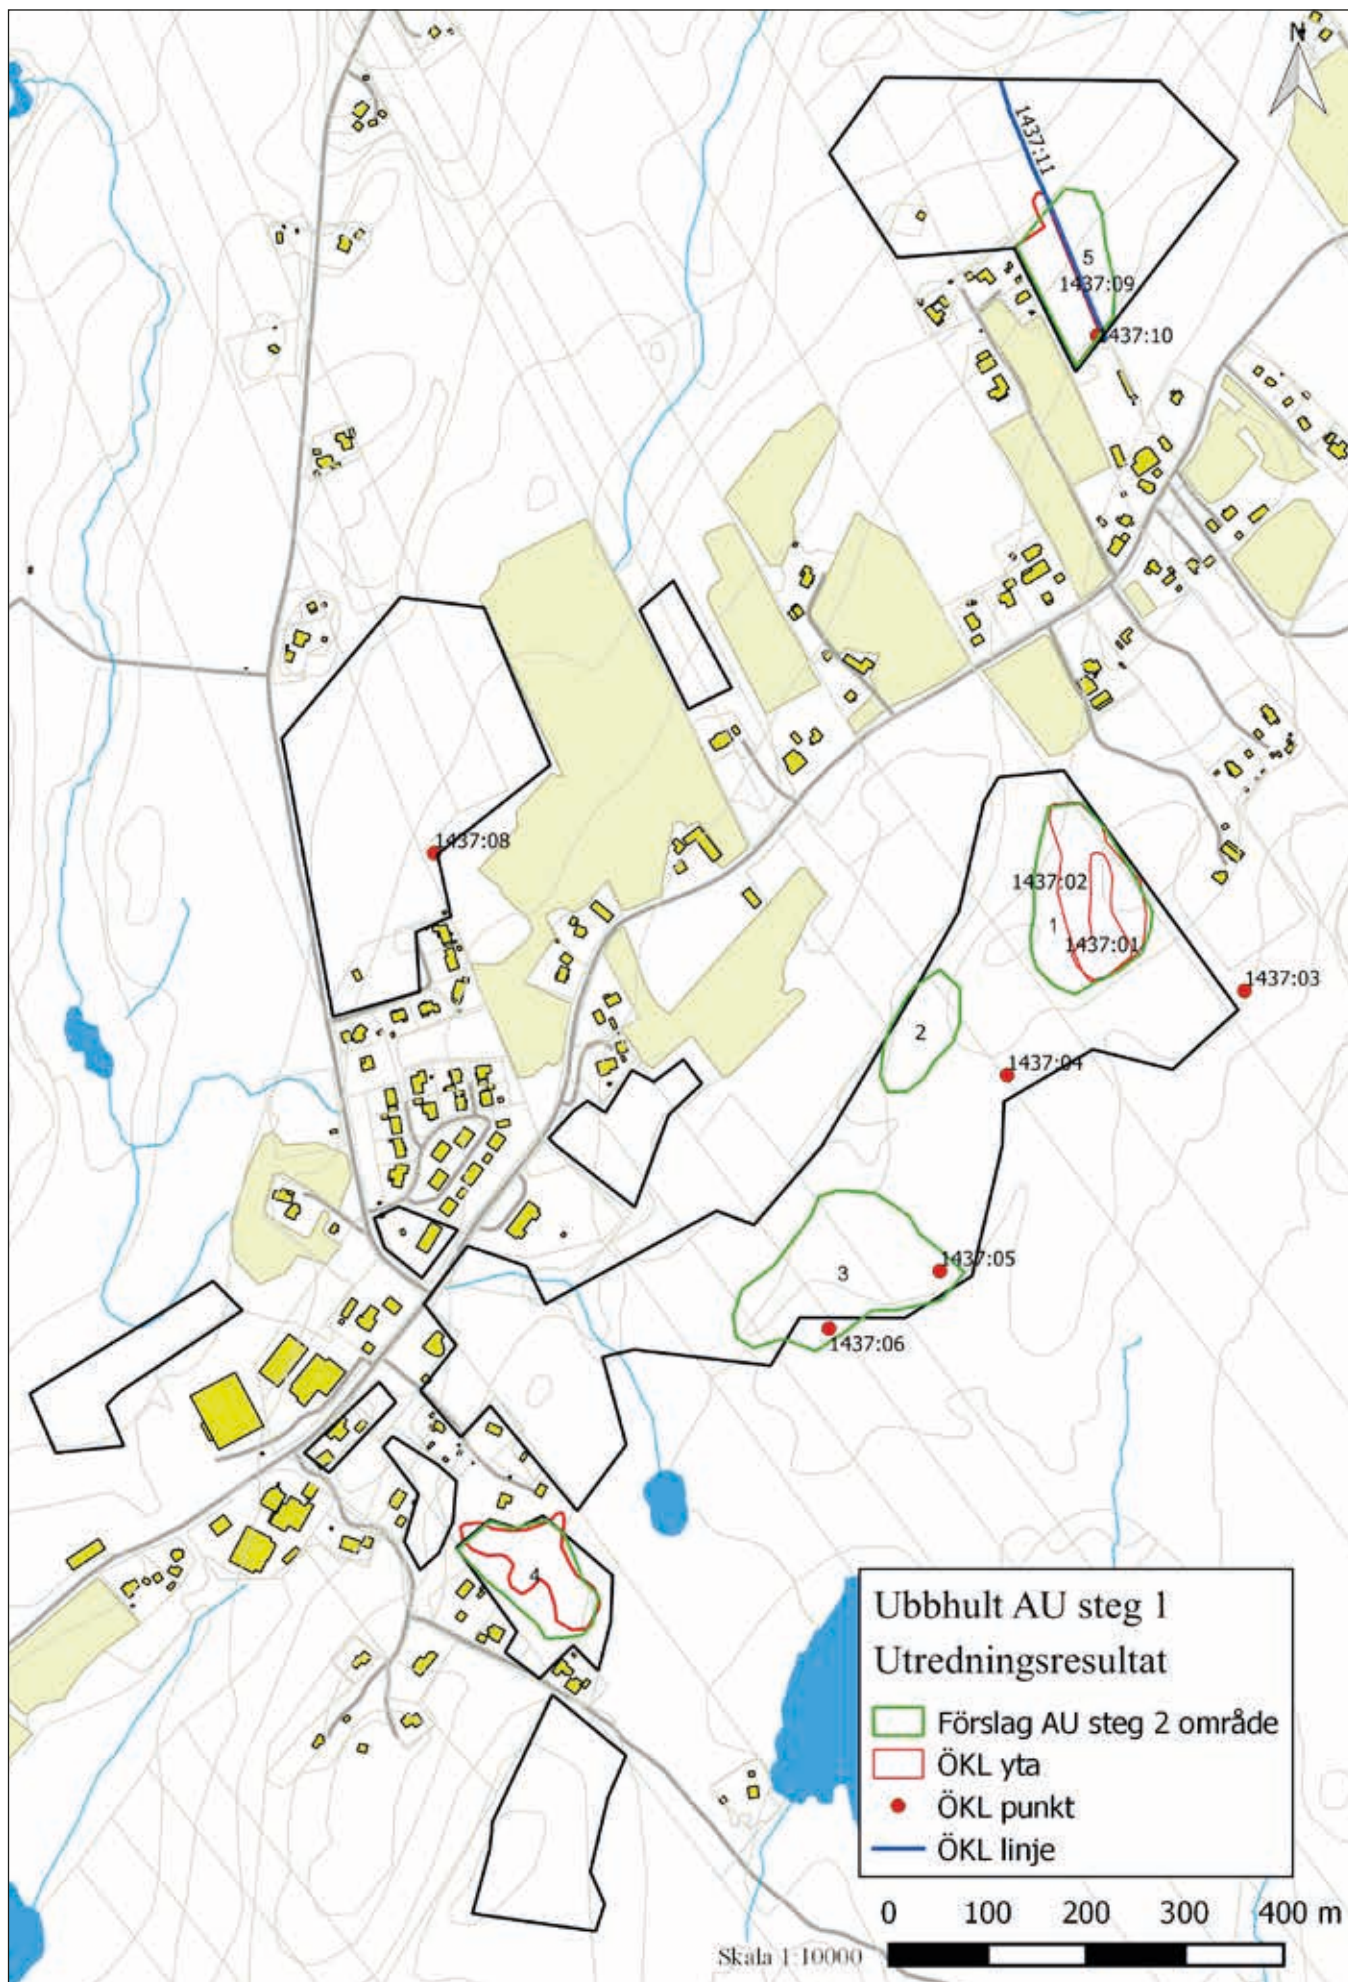 N
1437:11
5
1437:09
1437:10
1437:08
1437:02
1
1437:01
1437:03
2
1437:04
3
1437:05
1437:06
4
Ubbhult AU steg 1
Utredningsresultat
Förslag AU steg 2 område
ÖKL yta
ÖKL punkt
ÖKL linje
0 100 200 300 400 m
Skala 1:10000